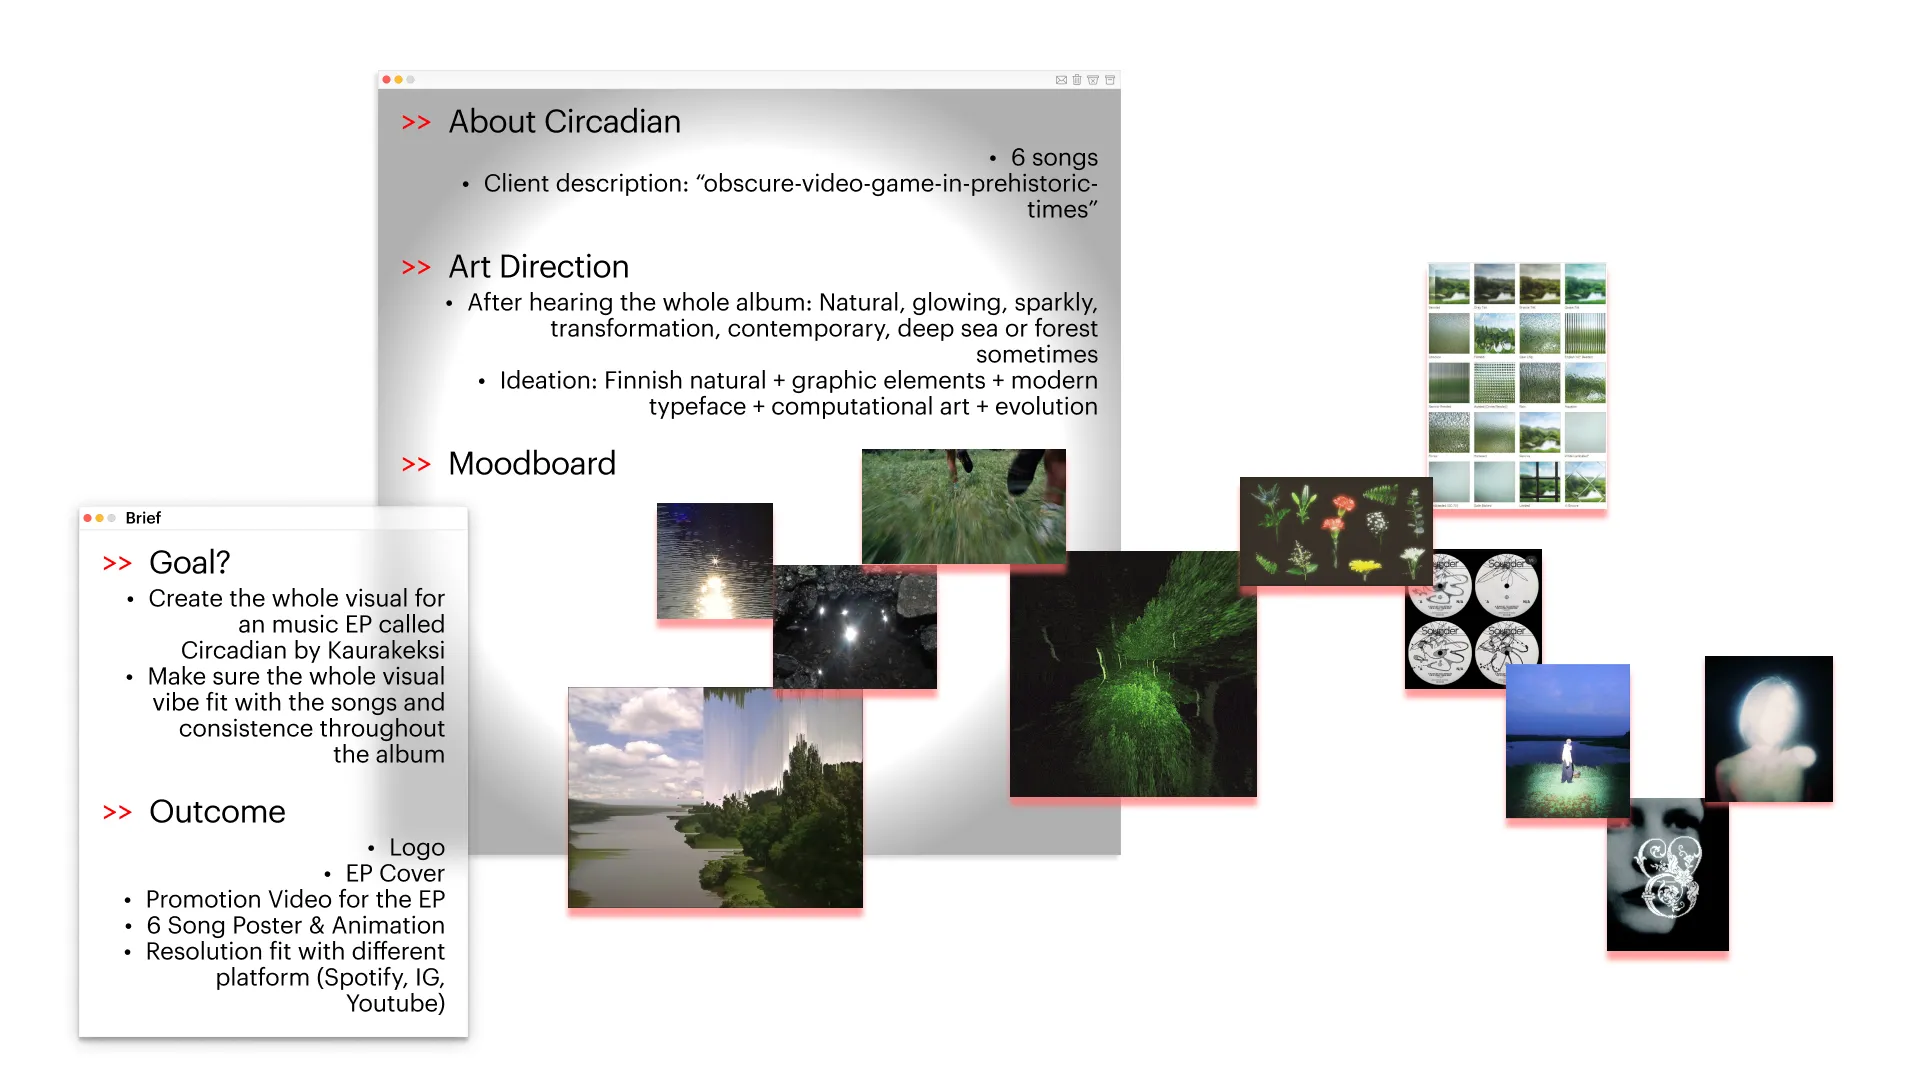 >> About Circadian
• 6 songs
• Client description: “obscure-video-game-in-prehistoric-
times”
>> Art Direction
• After hearing the whole album: Natural, glowing, sparkly,
transformation, contemporary, deep sea or forest
sometimes
• Ideation: Finnish natural + graphic elements + modern
typeface + computational art + evolution
>> Moodboard
Brief
>> Goal?
• Create the whole visual for
an music EP called
Circadian by Kaurakeksi
• Make sure the whole visual
vibe fit with the songs and
consistence throughout
the album
>> Outcome
• Logo
• EP Cover
• Promotion Video for the EP
• 6 Song Poster & Animation
• Resolution fit with different
platform (Spotify, IG,
Youtube)
Sounder
Sounder
Sounder
Sounder